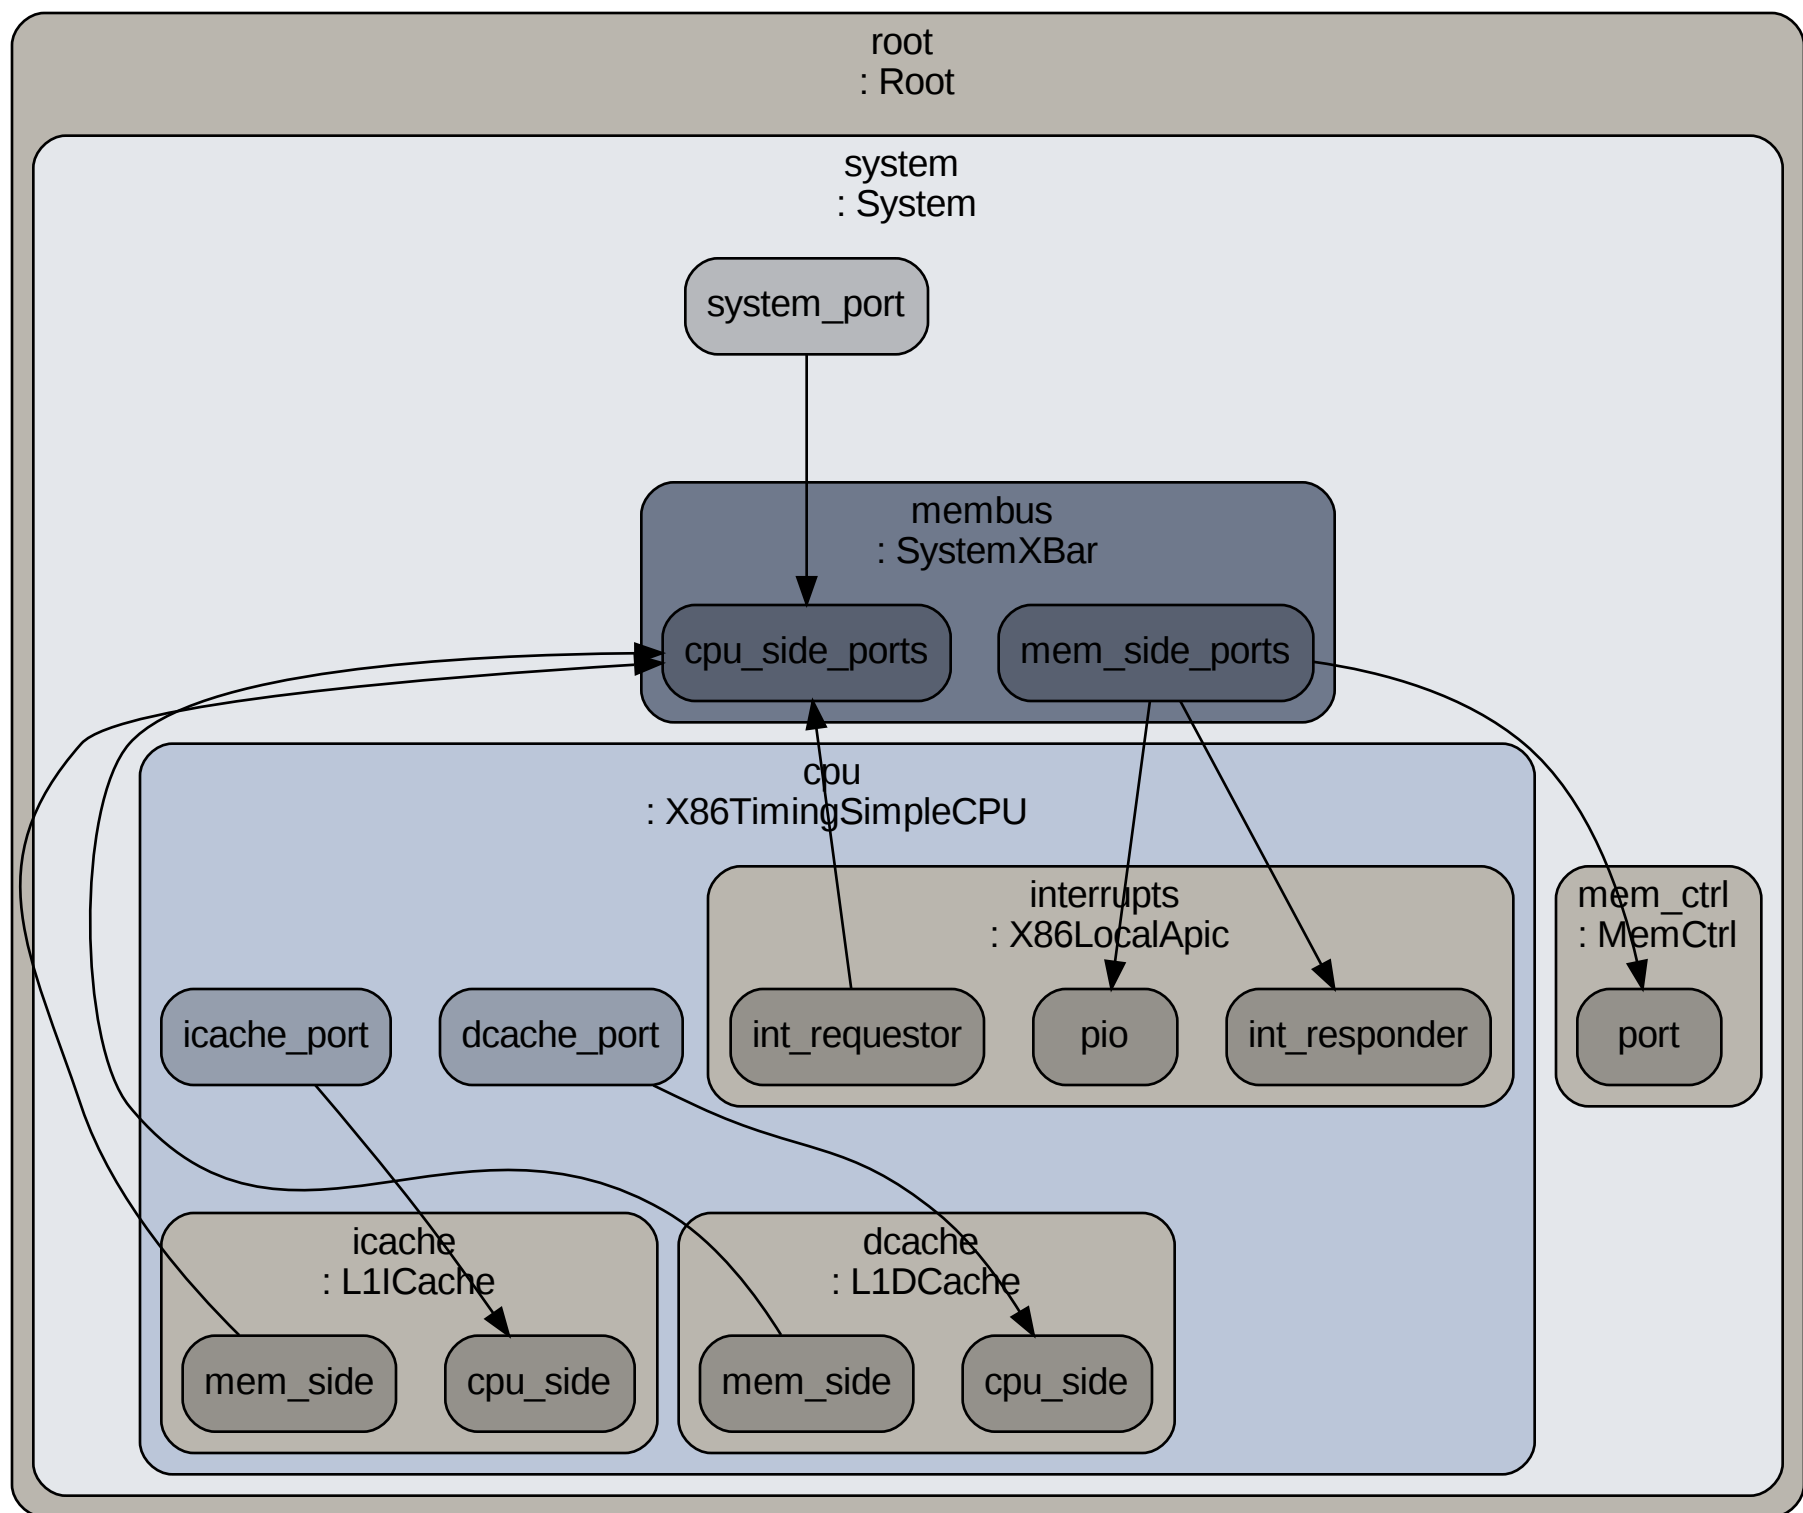 root
: Root
system
: System
system_port
membus
: SystemXBar
cpu_side_ports
mem_side_ports
cpu
: X86TimingSimpleCPU
interrupts
: X86LocalApic
mem_ctrl
: MemCtrl
icache_port
dcache_port
int_requestor
pio
int_responder
port
icache
: L1ICache
dcache
: L1DCache
mem_side
cpu_side
mem_side
cpu_side